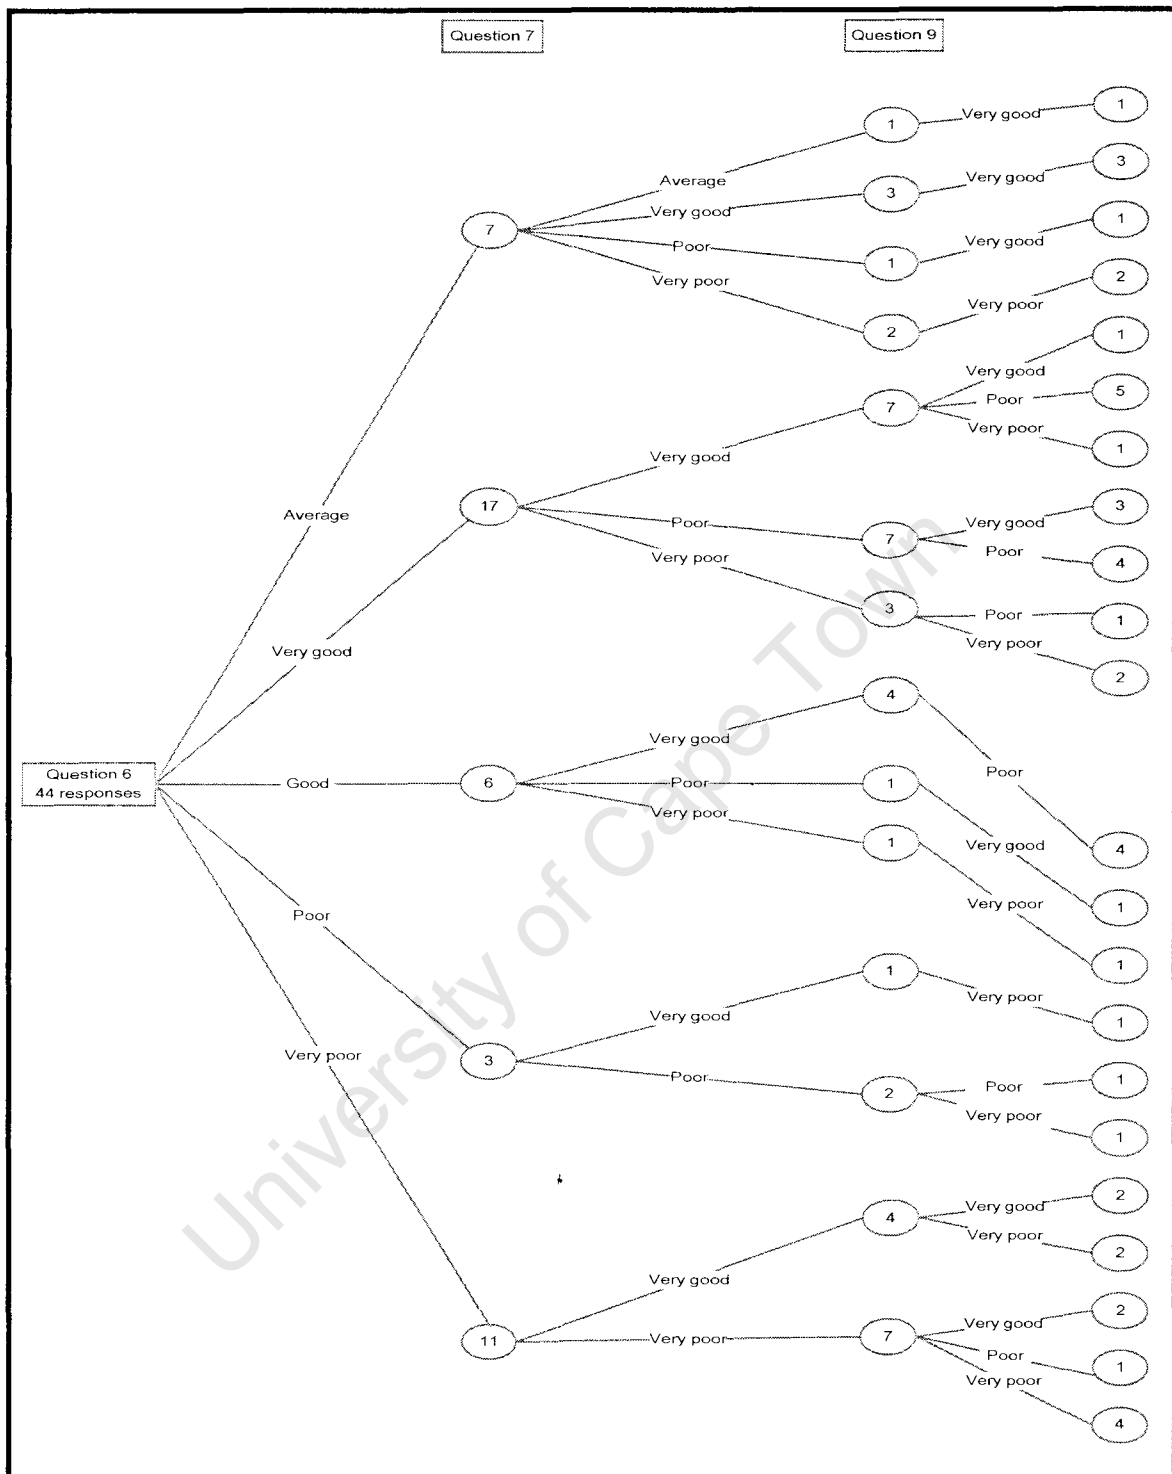 Question 7
Question 9
1
Very good
1
Average
3
Very good
3
Very good
7
Poor
1
Very good
1
Very poor
2
Very poor
2
Very good
7
Very good
1
Poor
5
Very poor
1
Average
17
Poor
7
Very good
3
Poor
4
Very poor
3
Poor
1
Very poor
2
Very good
Question 6
44 responses
Good
6
Very good
4
Poor
4
Poor
1
Very good
1
Very poor
1
Very poor
1
Poor
3
Very good
1
Very poor
1
Poor
2
Poor
1
Very poor
1
Very poor
11
Very good
4
Very good
2
Very poor
2
Very poor
7
Very good
2
Poor
1
Very poor
4
University of Cape Town